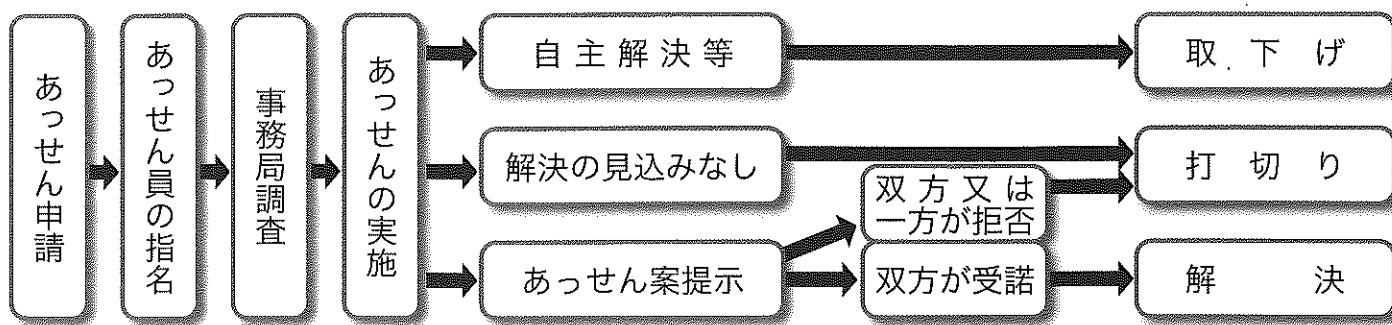 あっせん申請
あっせん員の指名
事務局調査
あっせんの実施
自主解決等
取下げ
解決の見込みなし
打切り
双方又は
一方が拒否
あっせん案提示
双方が受諾
解決